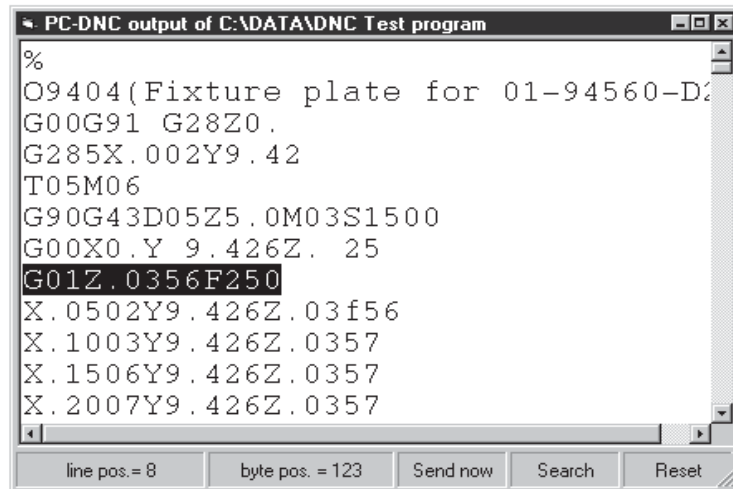 PC-DNC output of C:\DATA\DNC Test program
%
O9404(Fixture plate for 01-94560-D2
G00G91 G28Z0.
G285X.002Y9.42
T05M06
G90G43D05Z5.0M03S1500
G00X0.Y 9.426Z. 25
G01Z.0356F250
X.0502Y9.426Z.03f56
X.1003Y9.426Z.0357
X.1506Y9.426Z.0357
X.2007Y9.426Z.0357
line pos.= 8 byte pos. = 123 Send now Search Reset